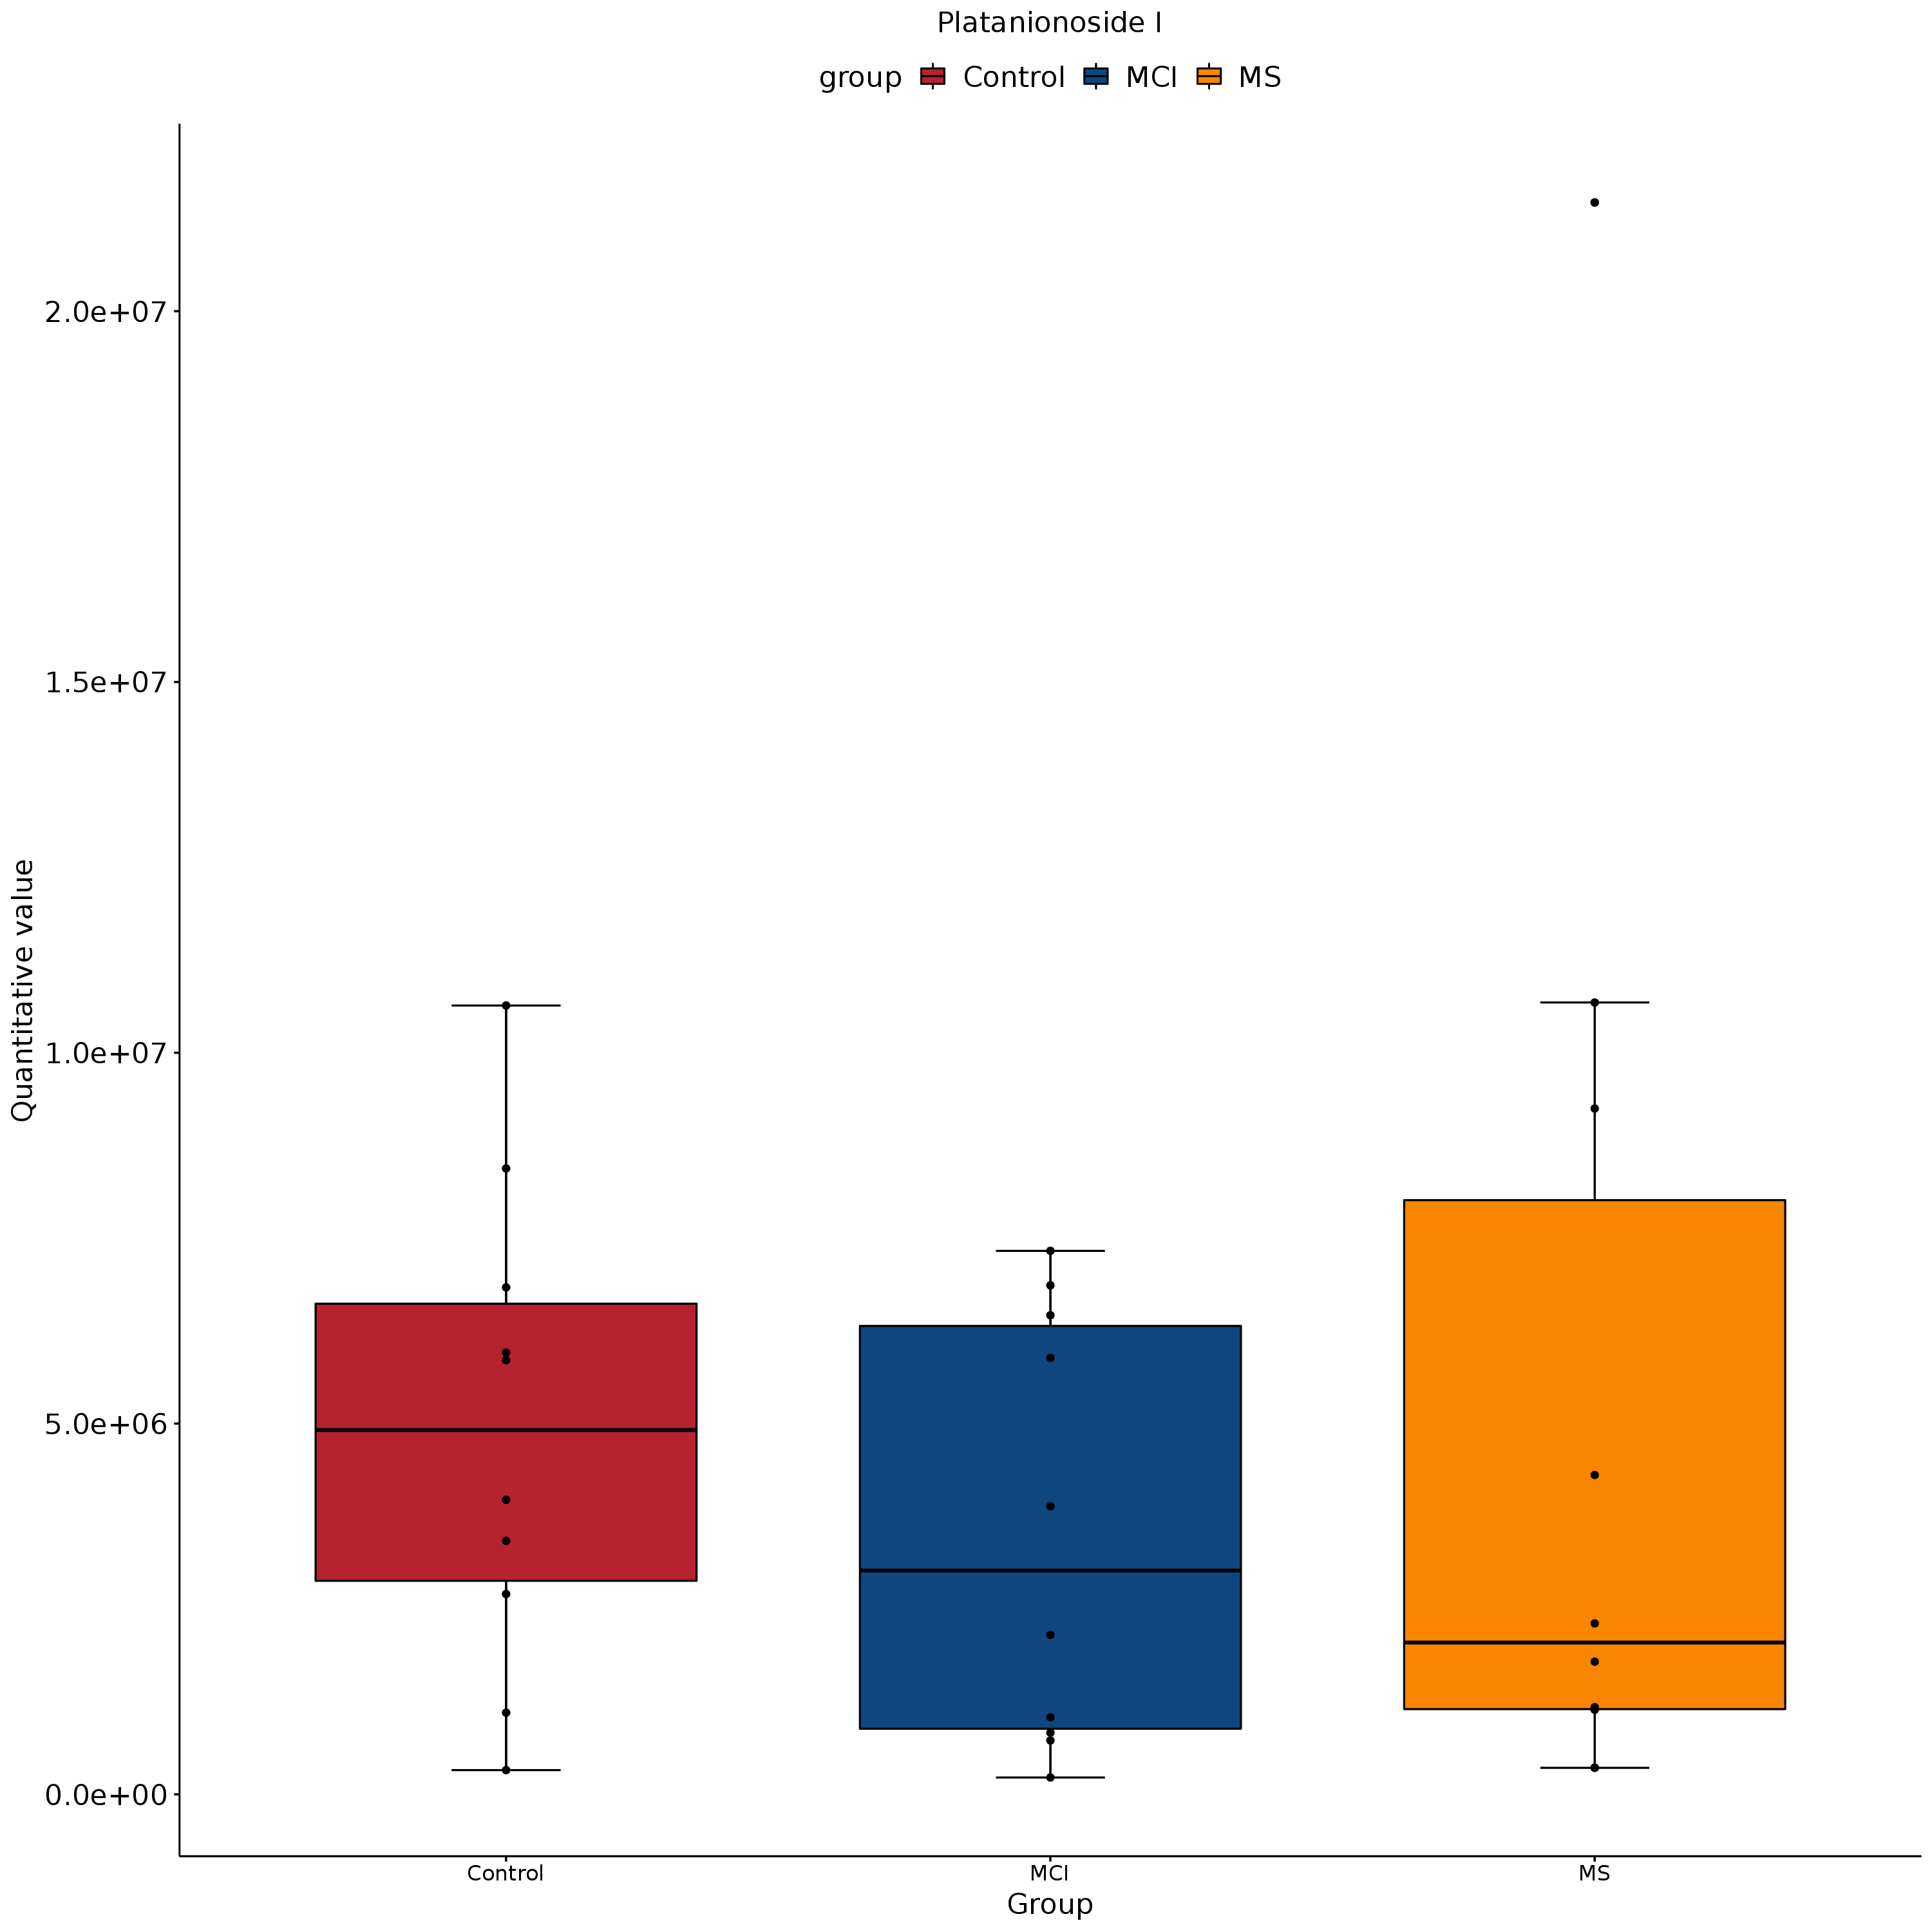 Platanionoside I
group Control MCI MS
Quantitative value
2.0e+07
1.5e+07
1.0e+07
5.0e+06
0.0e+00
Control MCI MS
Group